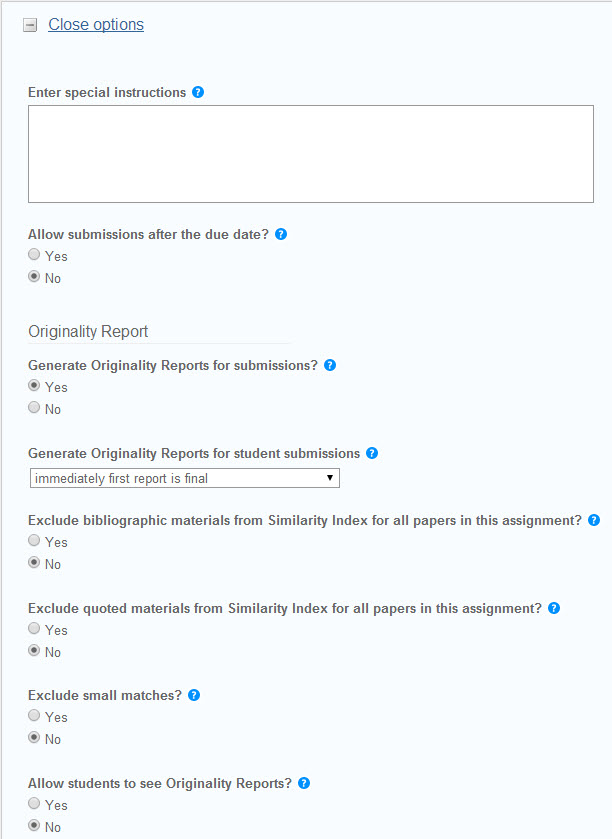 Close options
Enter special instructions ?
Allow submissions after the due date? ?
Yes
No
Originality Report
Generate Originality Reports for submissions? ?
Yes
No
Generate Originality Reports for student submissions ?
immediately first report is final
Exclude bibliographic materials from Similarity Index for all papers in this assignment? ?
Yes
No
Exclude quoted materials from Similarity Index for all papers in this assignment? ?
Yes
No
Exclude small matches? ?
Yes
No
Allow students to see Originality Reports? ?
Yes
No